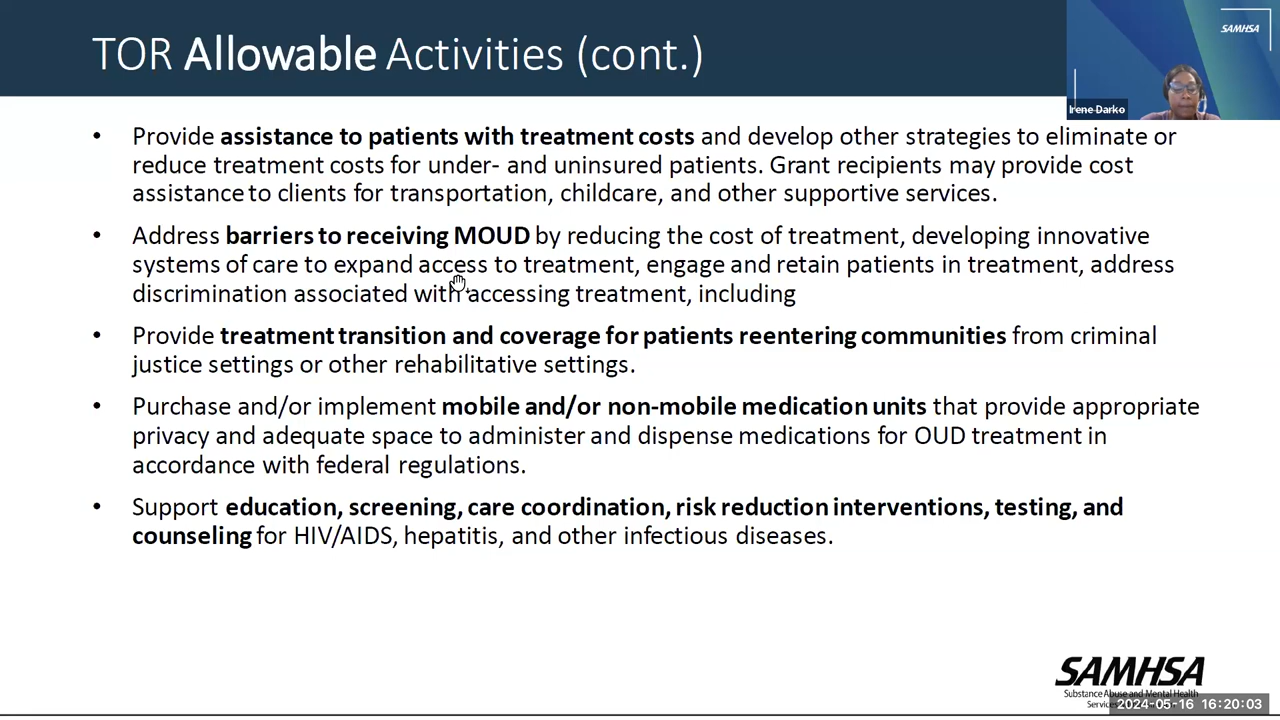 TOR Allowable Activities (cont.)
SAMHSA
Irene Darko
• Provide assistance to patients with treatment costs and develop other strategies to eliminate or
reduce treatment costs for under- and uninsured patients. Grant recipients may provide cost
assistance to clients for transportation, childcare, and other supportive services.
• Address barriers to receiving MOUD by reducing the cost of treatment, developing innovative
systems of care to expand access to treatment, engage and retain patients in treatment, address
discrimination associated with accessing treatment, including
• Provide treatment transition and coverage for patients reentering communities from criminal
justice settings or other rehabilitative settings.
• Purchase and/or implement mobile and/or non-mobile medication units that provide appropriate
privacy and adequate space to administer and dispense medications for OUD treatment in
accordance with federal regulations.
• Support education, screening, care coordination, risk reduction interventions, testing, and
counseling for HIV/AIDS, hepatitis, and other infectious diseases.
SAMHSA
Substance Abuse and Mental Health
Services
2024-05-16 16:20:03